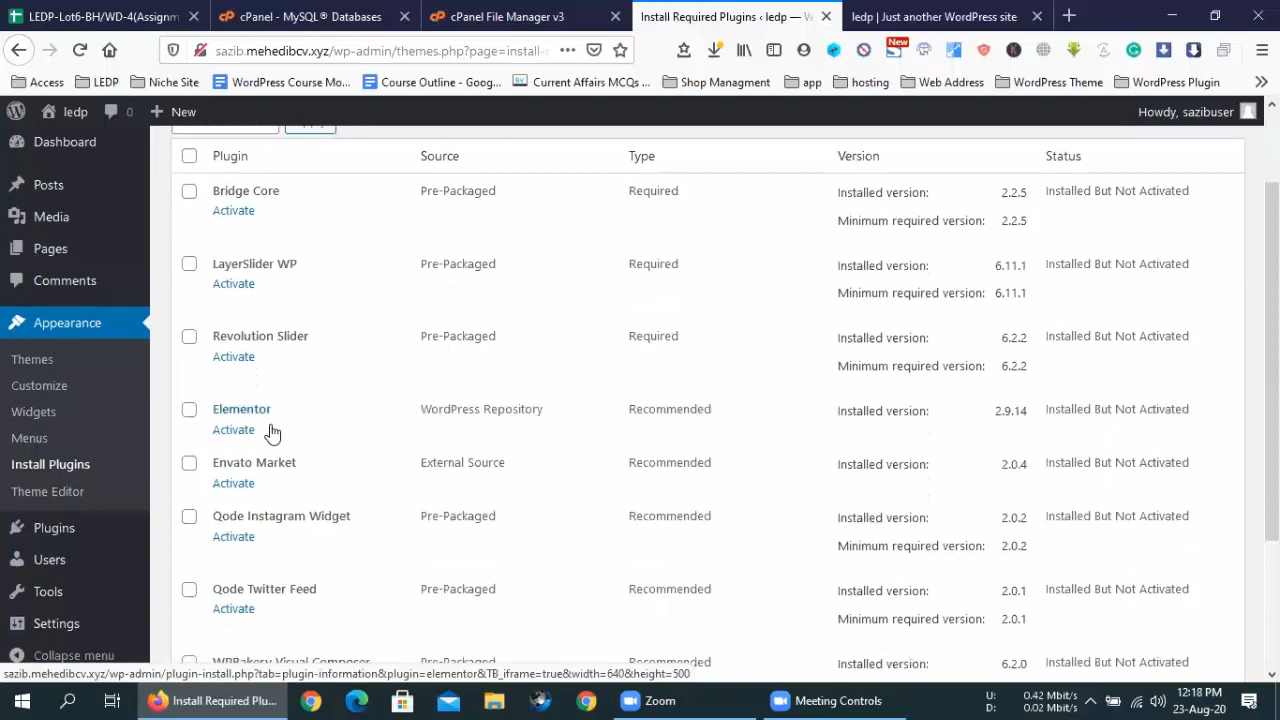 LEDP-Lot6-BH/WD-4(Assignm
cPanel - MySQL® Databases
cPanel File Manager v3
Install Required Plugins ‹ ledp — W
ledp | Just another WordPress site
sazib.mehedibcv.xyz/wp-admin/themes.php?page=install-r
New
Access
LEDP
Niche Site
WordPress Course Mo...
Course Outline - Goog...
Current Affairs MCQs ...
Shop Managment
app
hosting
Web Address
WordPress Theme
WordPress Plugin
ledp
0
New
Howdy, sazibuser
Dashboard
Posts
Media
Pages
Comments
Appearance
Themes
Customize
Widgets
Menus
Install Plugins
Theme Editor
Plugins
Users
Tools
Settings
Collapse menu
Plugin Source Type Version Status
Bridge Core Pre-Packaged Required Installed version: 2.2.5 Installed But Not Activated
Activate Minimum required version: 2.2.5
LayerSlider WP Pre-Packaged Required Installed version: 6.11.1 Installed But Not Activated
Activate Minimum required version: 6.11.1
Revolution Slider Pre-Packaged Required Installed version: 6.2.2 Installed But Not Activated
Activate Minimum required version: 6.2.2
Elementor WordPress Repository Recommended Installed version: 2.9.14 Installed But Not Activated
Activate
Envato Market External Source Recommended Installed version: 2.0.4 Installed But Not Activated
Activate
Qode Instagram Widget Pre-Packaged Recommended Installed version: 2.0.2 Installed But Not Activated
Activate Minimum required version: 2.0.2
Qode Twitter Feed Pre-Packaged Recommended Installed version: 2.0.1 Installed But Not Activated
Activate Minimum required version: 2.0.1
WPBakery Visual Composer Pre-Packaged Recommended Installed version: 6.2.0 Installed But Not Activated
sazib.mehedibcv.xyz/wp-admin/plugin-install.php?tab=plugin-information&plugin=elementor&TB_iframe=true&width=640&height=500
Install Required Plu...
Zoom
Meeting Controls
U: 0.42 Mbit/s
D: 0.02 Mbit/s
12:18 PM
23-Aug-20